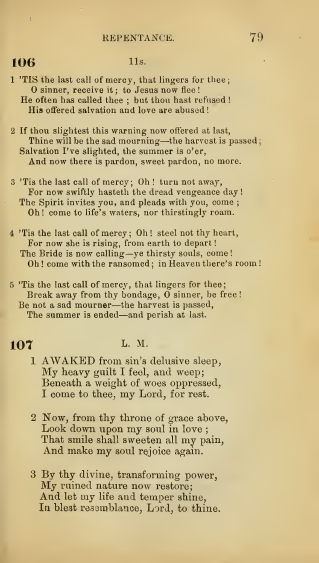 REPENTANCE. 79
106 11s.
1 'TIS the last call of mercy, that lingers for thee;
O sinner, receive it; to Jesus now flee!
He often has called thee; but thou hast refused!
His offered salvation and love are abused!
2 If thou slightest this warning now offered at last,
Thine will be the sad mourning—the harvest is passed;
Salvation I've slighted, the summer is o'er,
And now there is pardon, sweet pardon, no more.
3 'Tis the last call of mercy; Oh! turn not away,
For now swiftly hasteth the dread vengeance day!
The Spirit invites you, and pleads with you, come;
Oh! come to life's waters, nor thirstingly roam.
4 'Tis the last call of mercy; Oh! steel not thy heart,
For now she is rising, from earth to depart!
The Bride is now calling—ye thirsty souls, come!
Oh! come with the ransomed; in Heaven there's room!
5 'Tis the last call of mercy, that lingers for thee;
Break away from thy bondage, O sinner, be free!
Be not a sad mourner—the harvest is passed,
The summer is ended—and perish at last.
107 L. M.
1 AWAKED from sin's delusive sleep,
My heavy guilt I feel, and weep;
Beneath a weight of woes oppressed,
I come to thee, my Lord, for rest.
2 Now, from thy throne of grace above,
Look down upon my soul in love;
That smile shall sweeten all my pain,
And make my soul rejoice again.
3 By thy divine, transforming power,
My ruined nature now restore;
And let my life and temper shine,
In blest resemblance, Lord, to thine.